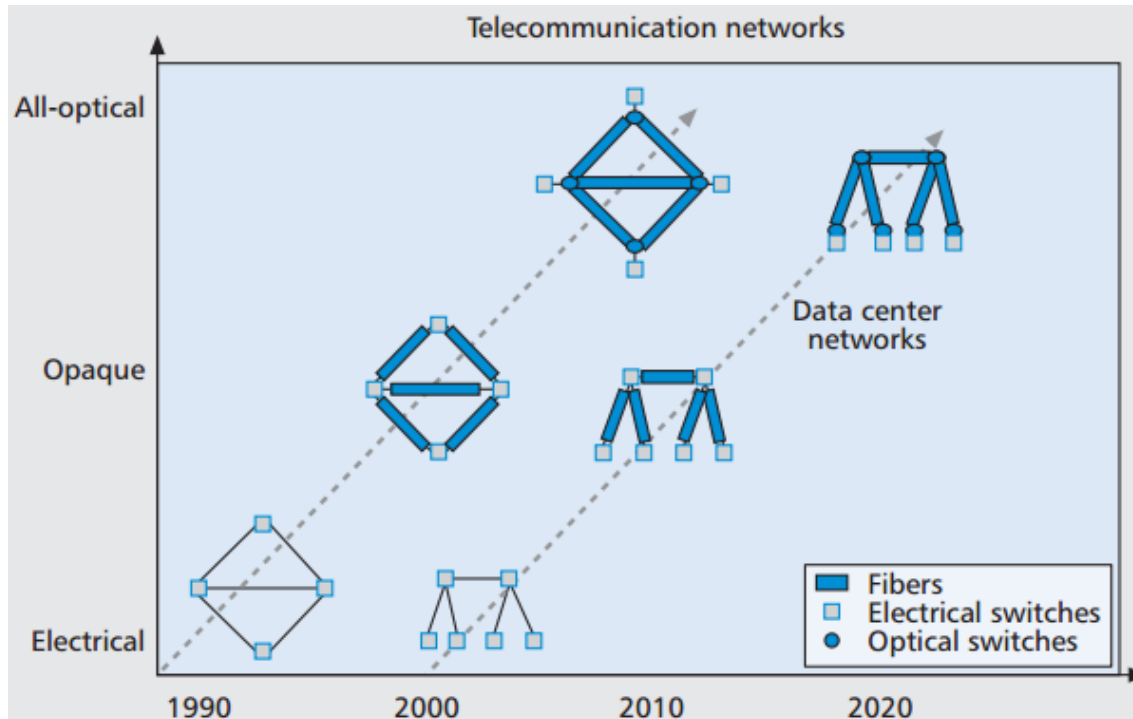 Telecommunication networks
All-optical
Opaque
Electrical
Data center
networks
Fibers
Electrical switches
Optical switches
1990
2000
2010
2020